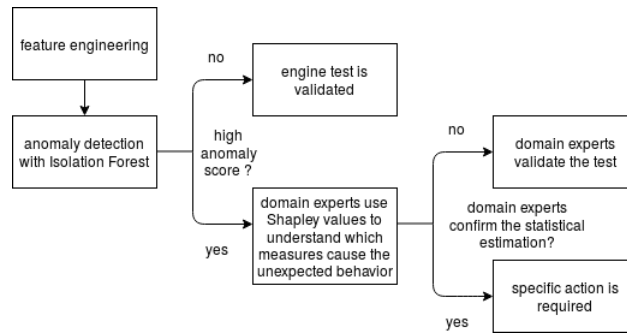 feature engineering
anomaly detection
with Isolation Forest
no
engine test is
validated
high
anomaly
score ?
yes
domain experts use
Shapley values to
understand which
measures cause the
unexpected behavior
no
domain experts
validate the test
domain experts
confirm the statistical
estimation?
yes
specific action is
required